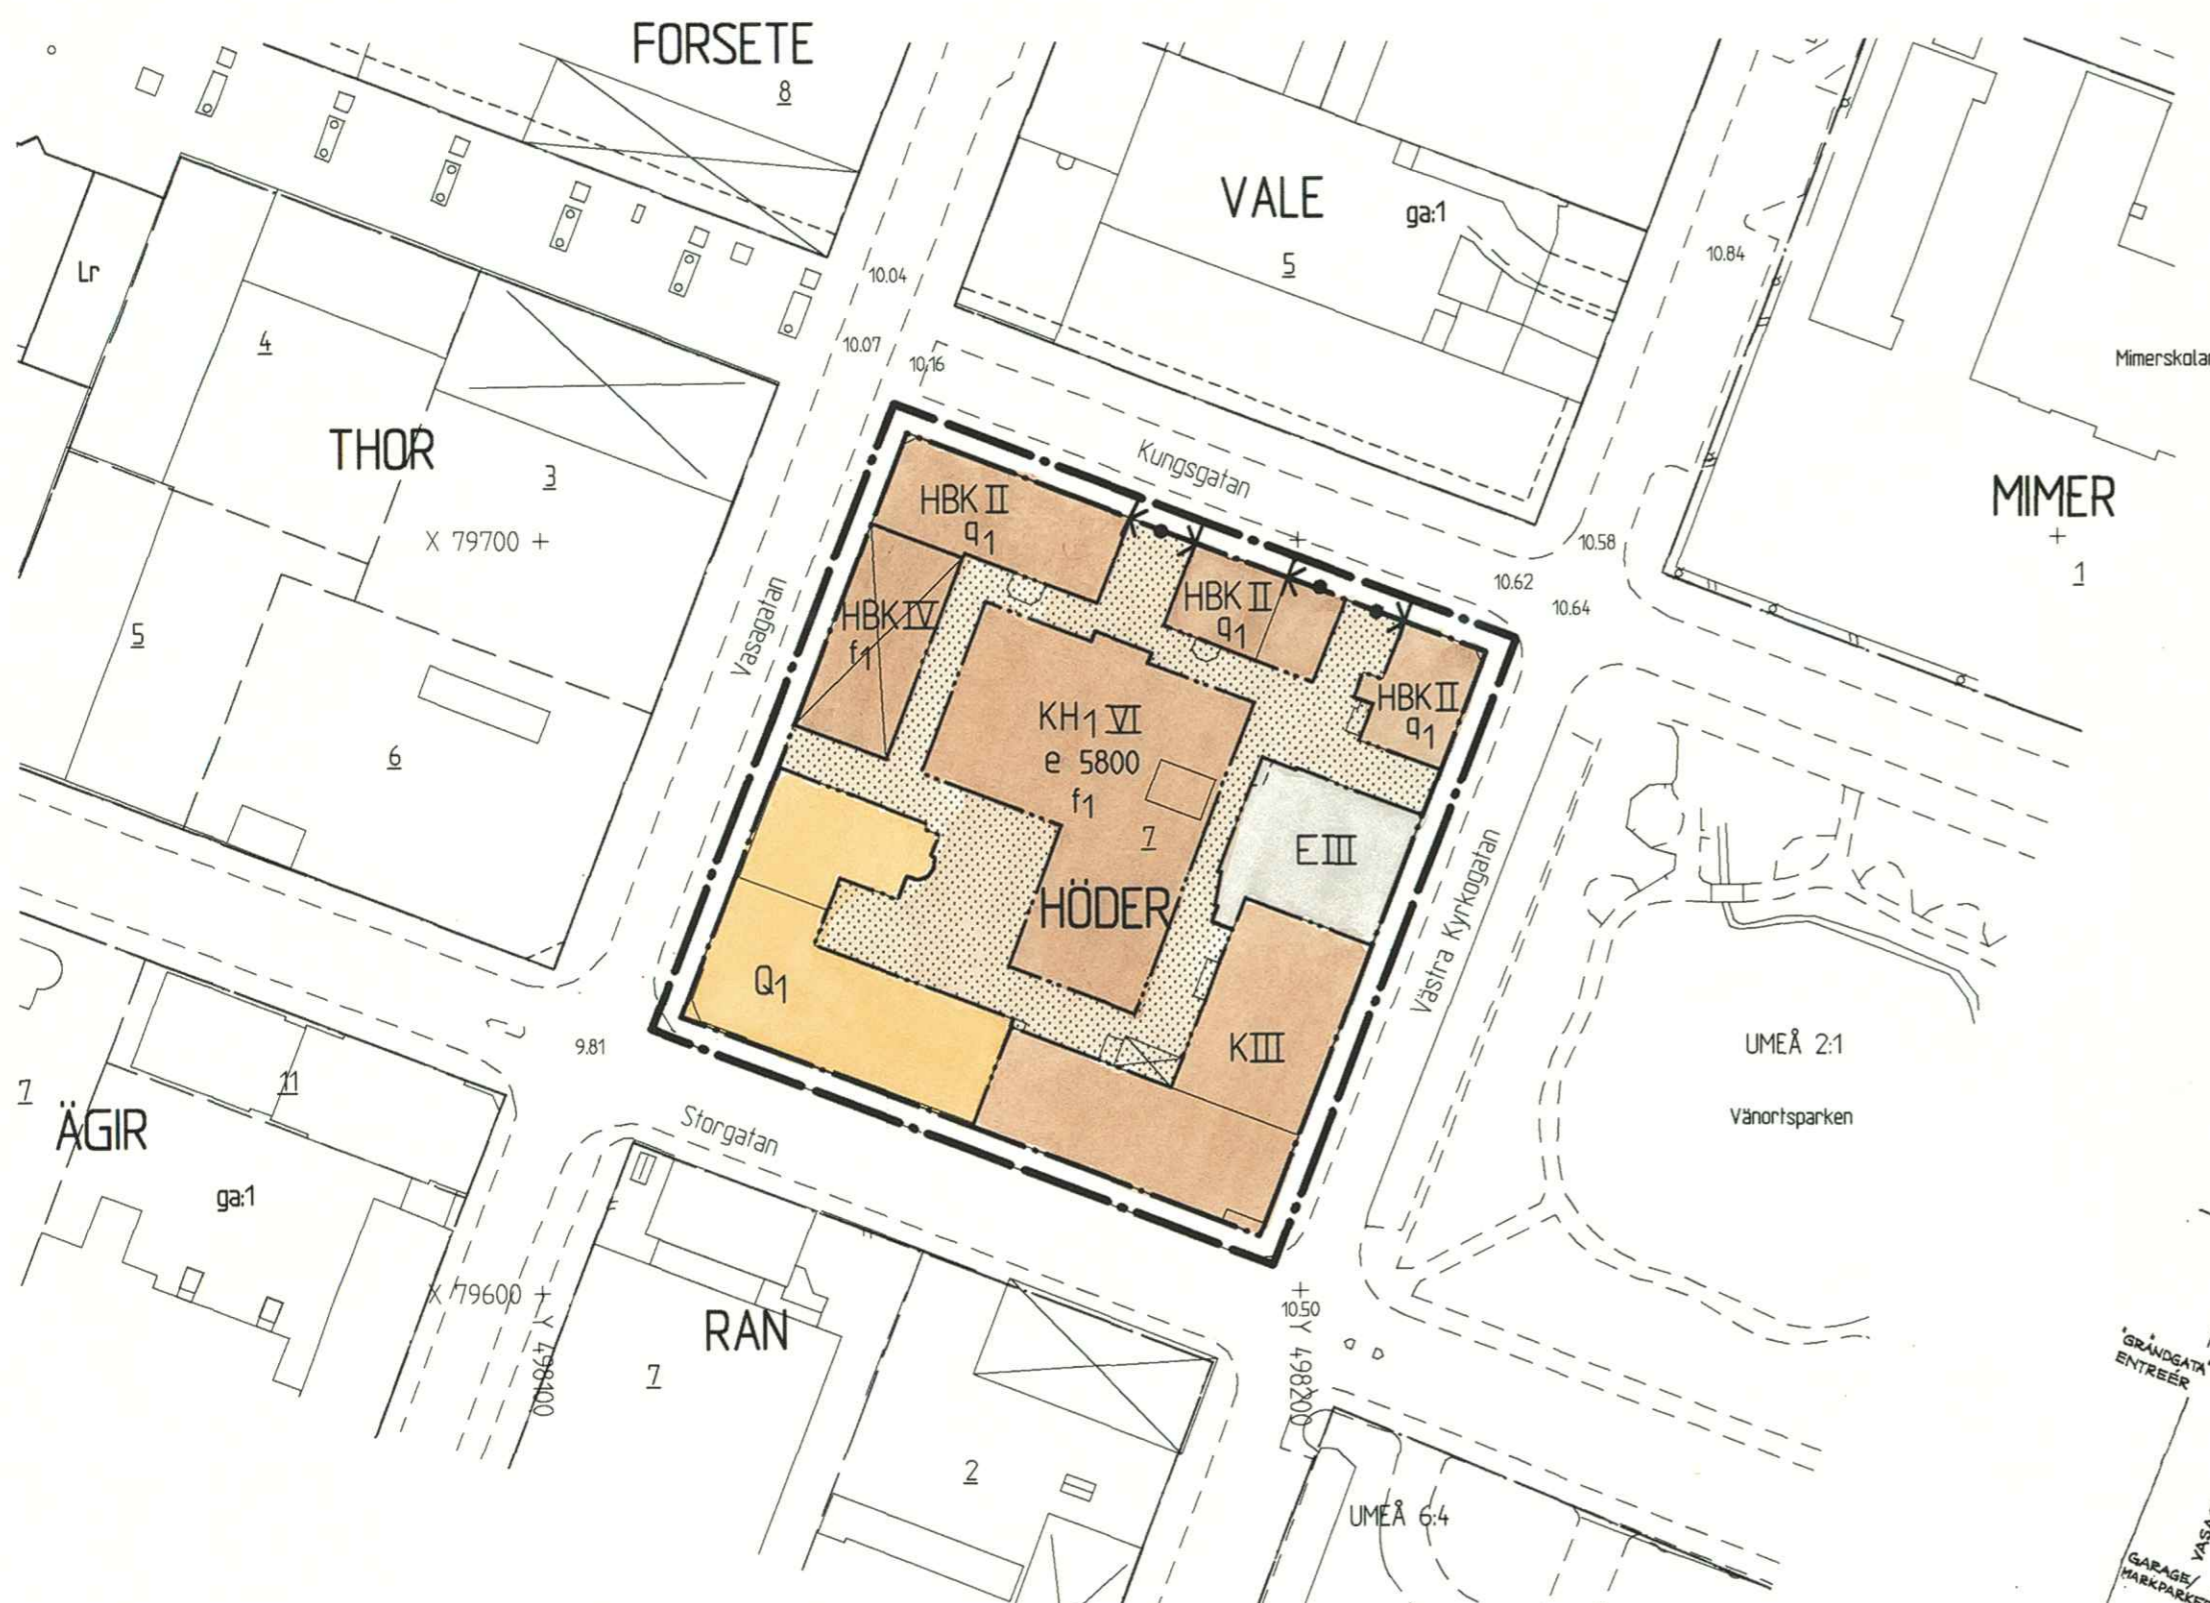 FORSETE
8
VALE
ga:1
5
10.84
Lr
10.04
10.07
10.16
4
THOR
3
X 79700
5
6
Mimerskolan
MIMER
1
Kungsgatan
10.58
10.62
10.64
Vasagatan
HBK II
q1
HBK IV
f1
HBK II
q1
HBK II
q1
KH1 VI
e 5800
f1
7
HÖDER
E III
Västra Kyrkogatan
Q1
K III
9.81
Storgatan
UMEÅ 2:1
Vänortsparken
7
11
ÄGIR
ga:1
X 79600
Y 498100
RAN
7
2
10.50
Y 498200
UMEÅ 6:4
"GRÄNDGATA"
ENTRÉER
GARAGE/